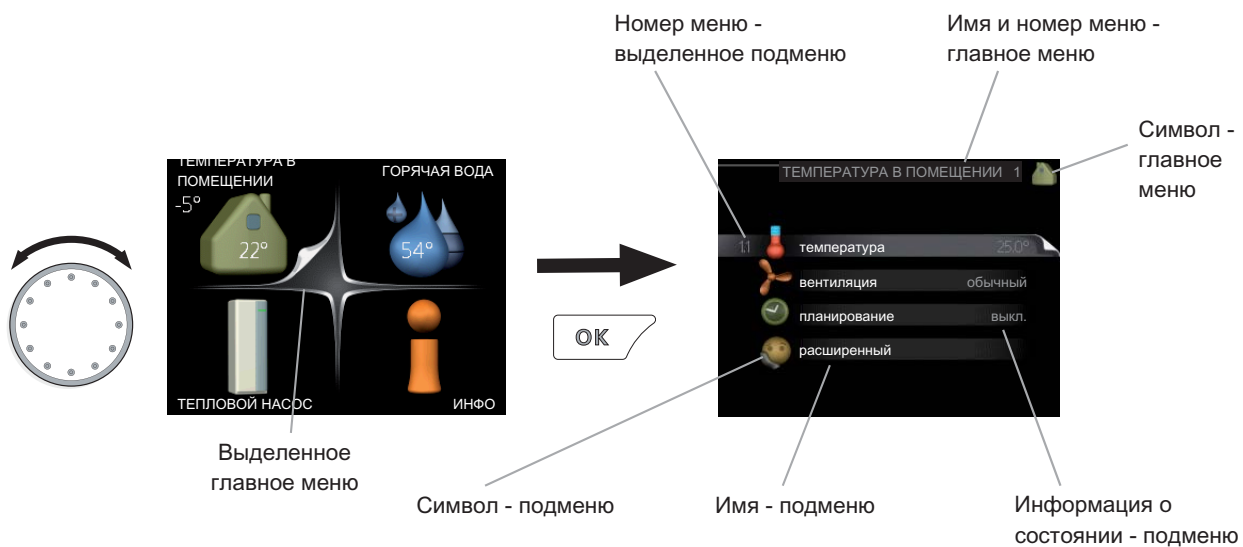 Номер меню -
выделенное подменю
Имя и номер меню -
главное меню
Символ -
главное
меню
ТЕМПЕРАТУРА В
ПОМЕЩЕНИИ
ГОРЯЧАЯ ВОДА
-5°
22°
54°
ТЕПЛОВОЙ НАСОС
ИНФО
OK
ТЕМПЕРАТУРА В ПОМЕЩЕНИИ 1
1.1 температура 25.0°
вентиляция обычный
планирование выкл.
расширенный
Выделенное
главное меню
Символ - подменю
Имя - подменю
Информация о
состоянии - подменю